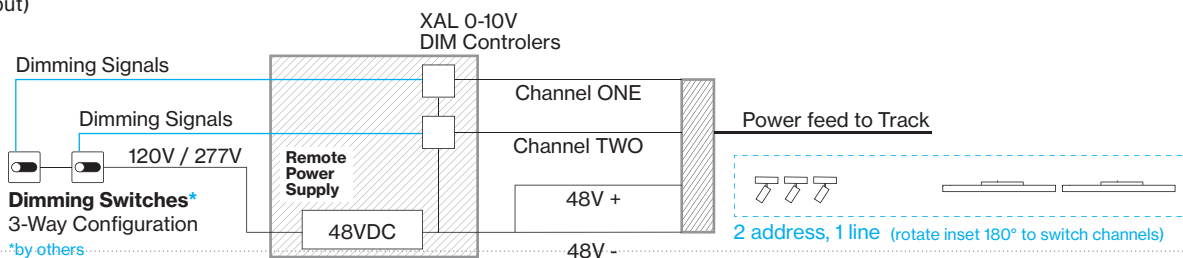 out)
XAL 0-10V
DIM Controlers
Dimming Signals
Channel ONE
Dimming Signals
Power feed to Track
Channel TWO
120V / 277V
Remote
Power
Supply
Dimming Switches*
3-Way Configuration
*by others
48VDC
48V +
48V -
2 address, 1 line (rotate inset 180° to switch channels)